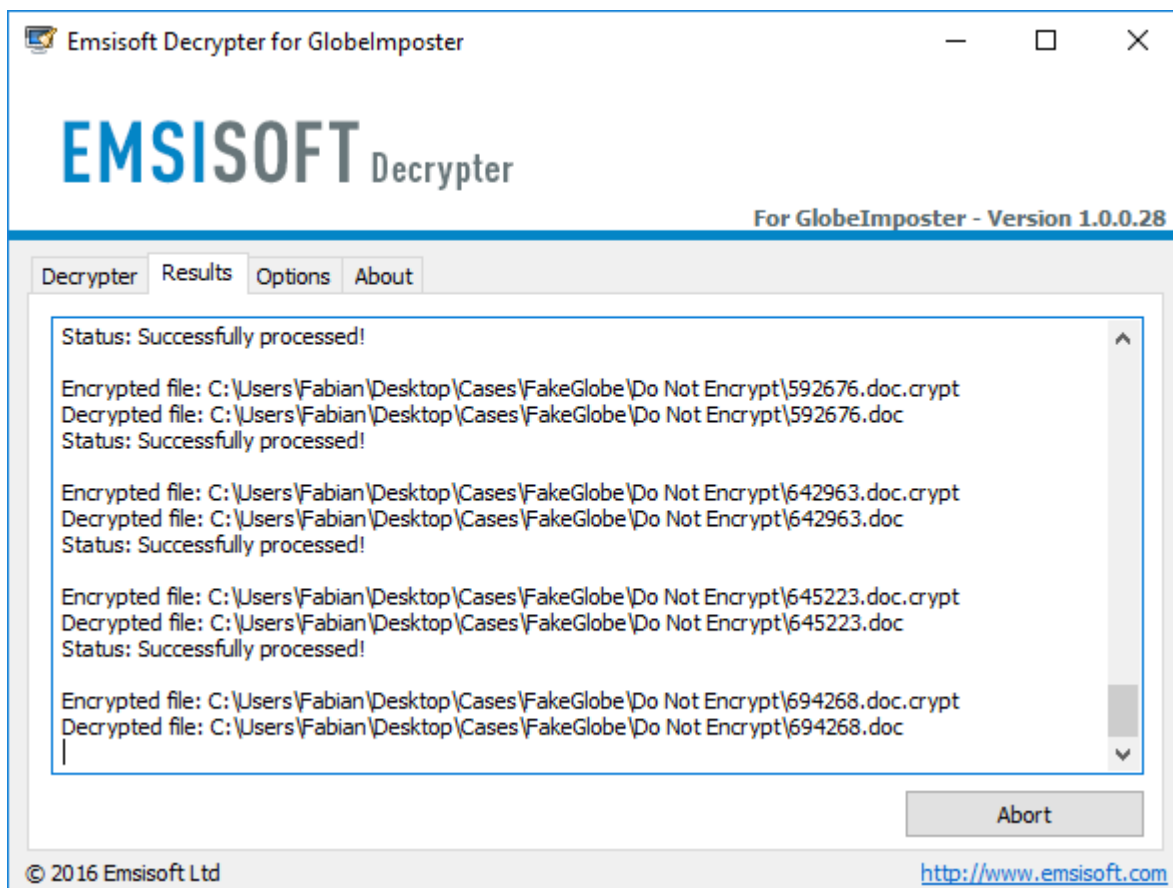 Emsisoft Decrypter for GlobeImposter
EMSISOFT Decrypter
For GlobeImposter - Version 1.0.0.28
Decrypter Results Options About
Status: Successfully processed!
Encrypted file: C:\Users\Fabian\Desktop\Cases\FakeGlobe\Do Not Encrypt\592676.doc.crypt
Decrypted file: C:\Users\Fabian\Desktop\Cases\FakeGlobe\Do Not Encrypt\592676.doc
Status: Successfully processed!
Encrypted file: C:\Users\Fabian\Desktop\Cases\FakeGlobe\Do Not Encrypt\642963.doc.crypt
Decrypted file: C:\Users\Fabian\Desktop\Cases\FakeGlobe\Do Not Encrypt\642963.doc
Status: Successfully processed!
Encrypted file: C:\Users\Fabian\Desktop\Cases\FakeGlobe\Do Not Encrypt\645223.doc.crypt
Decrypted file: C:\Users\Fabian\Desktop\Cases\FakeGlobe\Do Not Encrypt\645223.doc
Status: Successfully processed!
Encrypted file: C:\Users\Fabian\Desktop\Cases\FakeGlobe\Do Not Encrypt\694268.doc.crypt
Decrypted file: C:\Users\Fabian\Desktop\Cases\FakeGlobe\Do Not Encrypt\694268.doc
Abort
© 2016 Emsisoft Ltd http://www.emsisoft.com